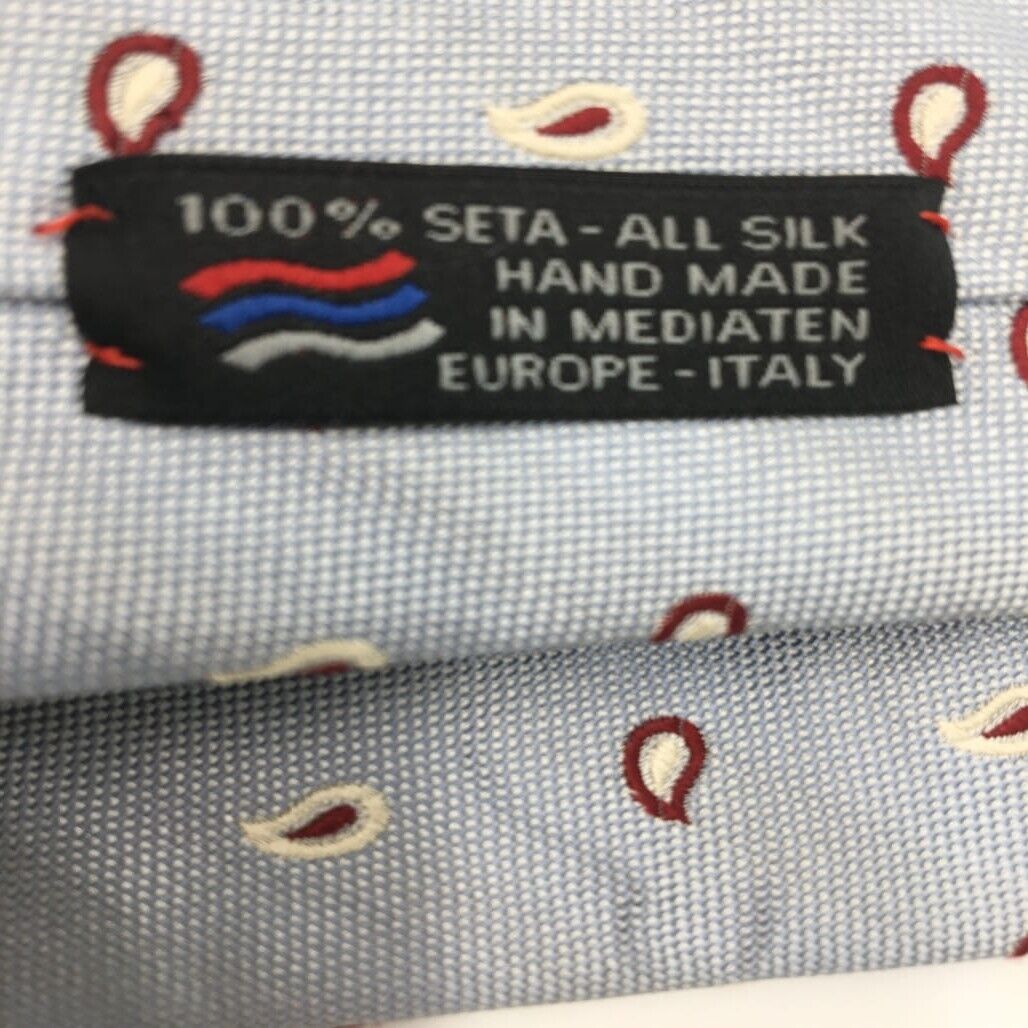 100% SETA - ALL SILK
HAND MADE
IN MEDIATEN
EUROPE - ITALY